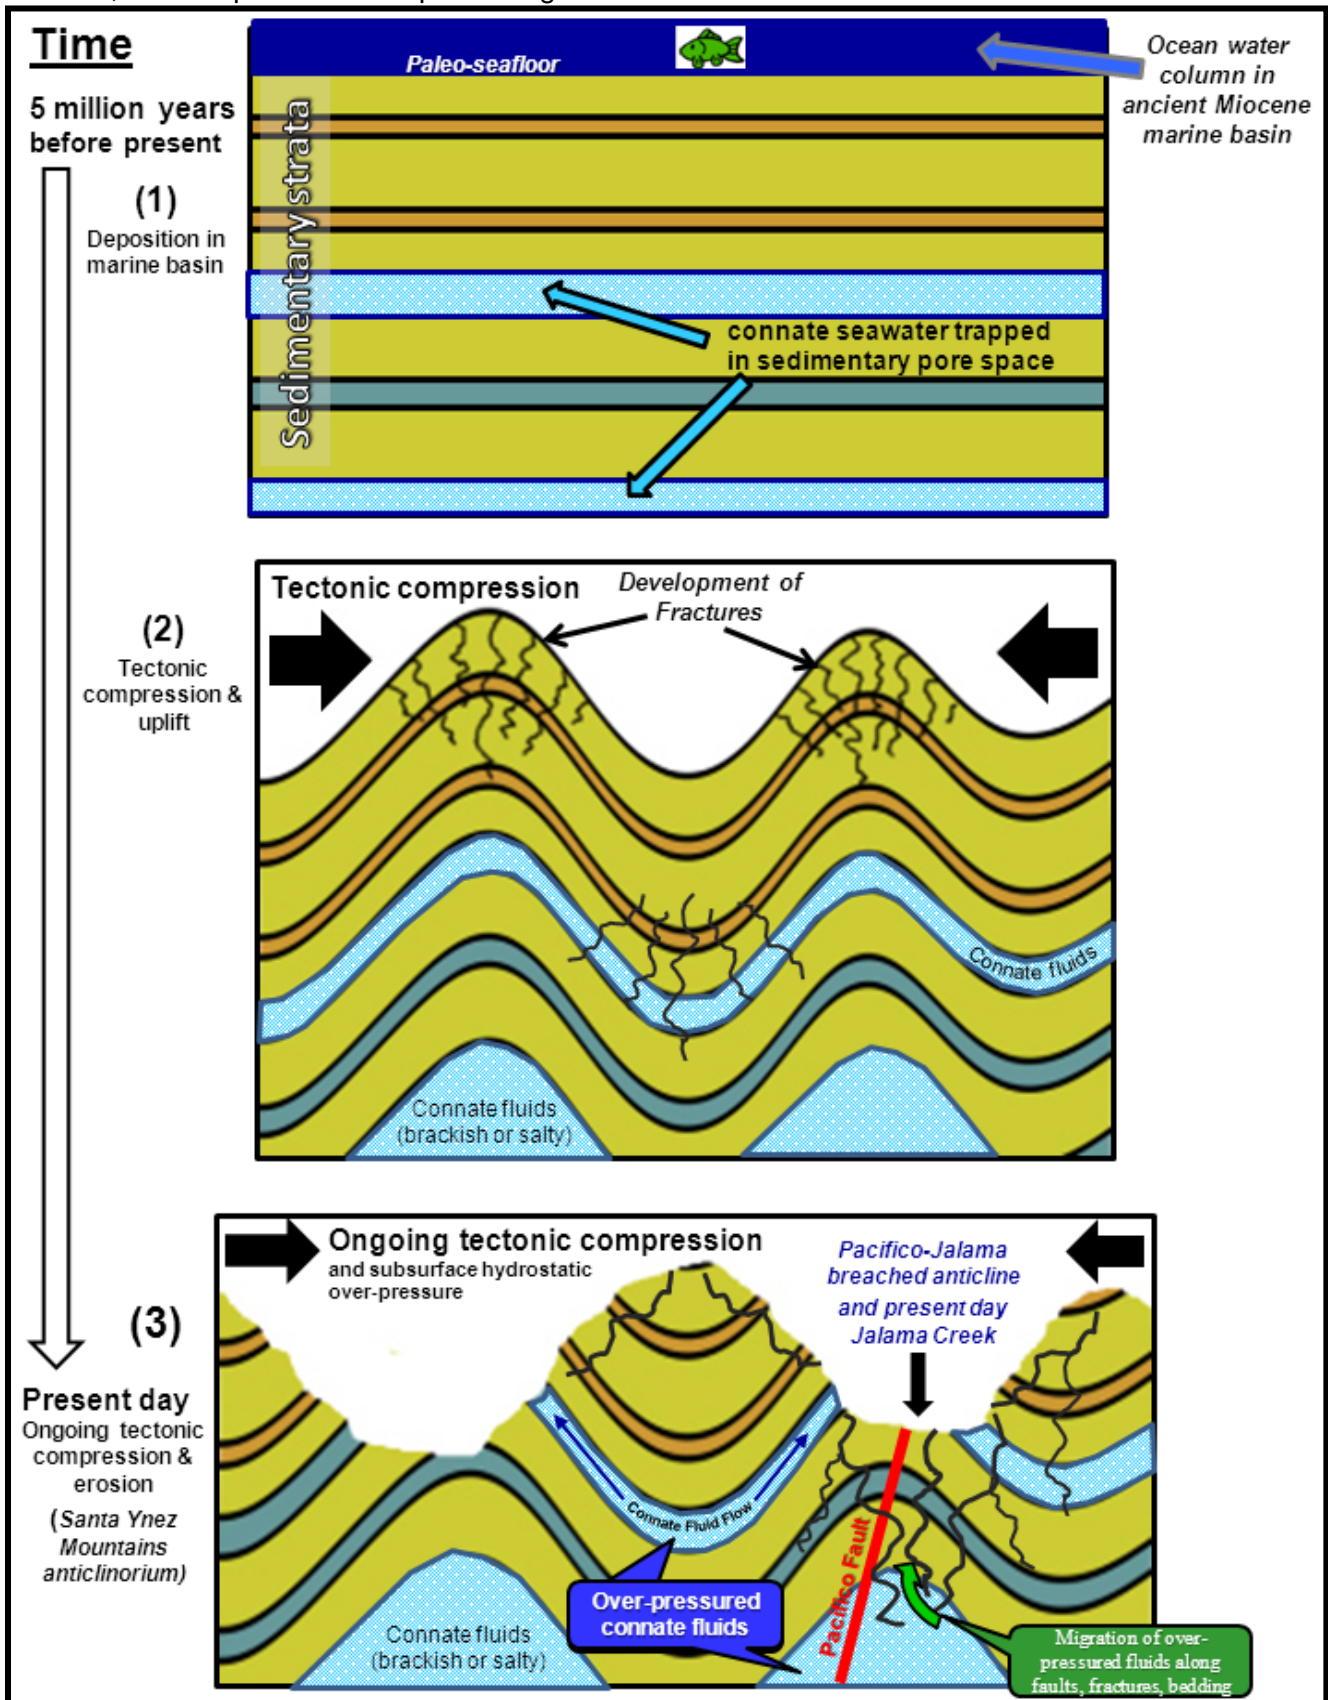 Time
5 million years
before present
(1)
Deposition in
marine basin
Paleo-seafloor
Ocean water
column in
ancient Miocene
marine basin
Sedimentary strata
connate seawater trapped
in sedimentary pore space
(2)
Tectonic
compression &
uplift
Tectonic compression
Development of
Fractures
Connate fluids
Connate fluids
(brackish or salty)
(3)
Present day
Ongoing tectonic
compression &
erosion
(Santa Ynez
Mountains
anticlinorium)
Ongoing tectonic compression
and subsurface hydrostatic
over-pressure
Pacifico-Jalama
breached anticline
and present day
Jalama Creek
Connate Fluid Flow
Over-pressured
connate fluids
Pacifico Fault
Connate fluids
(brackish or salty)
Migration of over-
pressured fluids along
faults, fractures, bedding